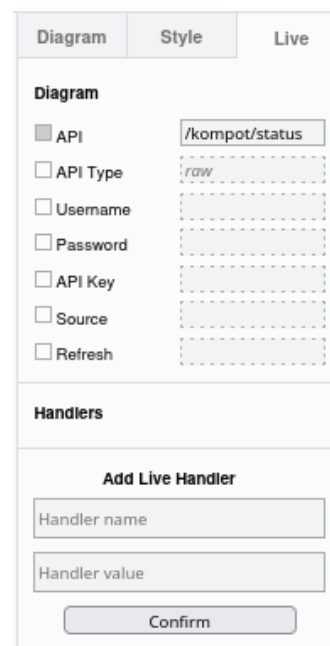 Diagram Style Live
Diagram
API /kompot/status
API Type raw
Username
Password
API Key
Source
Refresh
Handlers
Add Live Handler
Handler name
Handler value
Confirm